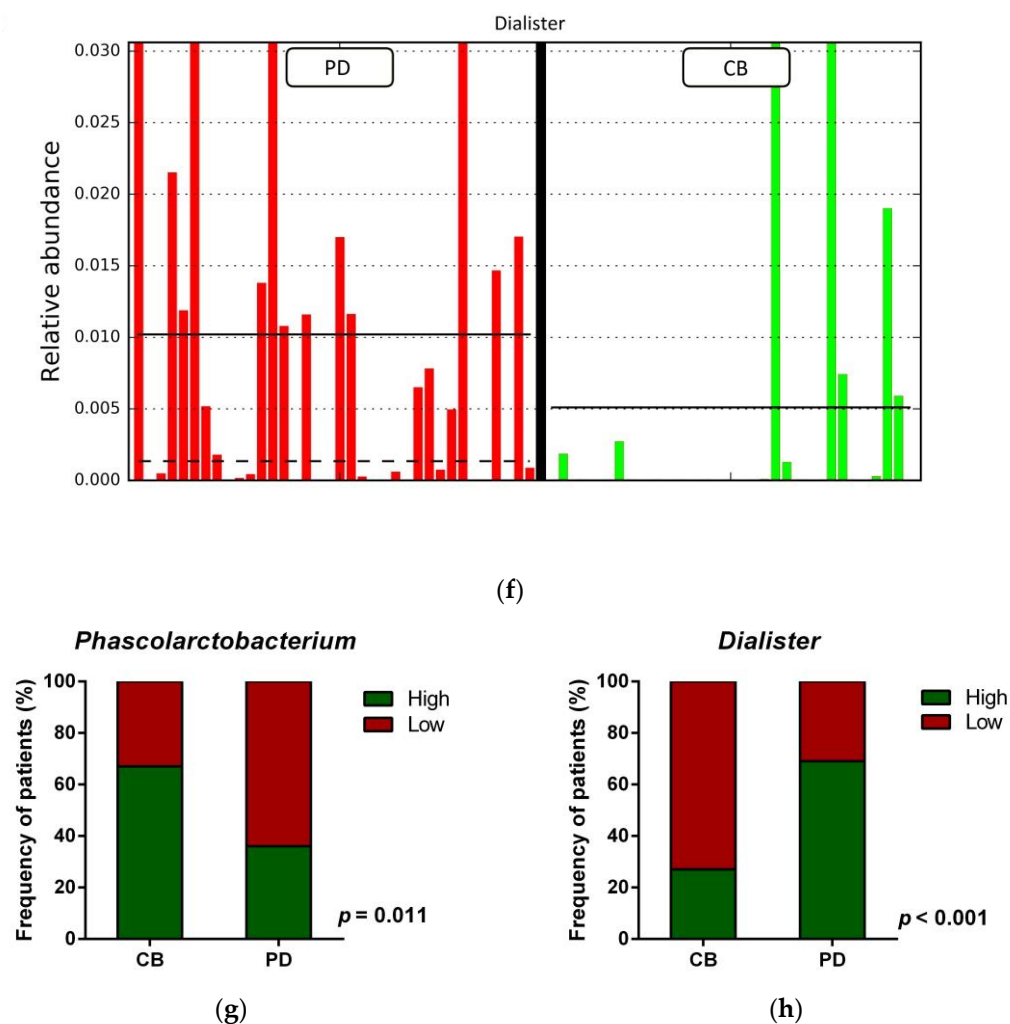 Dialister
PD
CB
Relative abundance
0.030
0.025
0.020
0.015
0.010
0.005
0.000
(f)
Phascolarctobacterium
Frequency of patients (%)
100
80
60
40
20
0
CB
PD
High
Low
p = 0.011
(g)
Dialister
Frequency of patients (%)
100
80
60
40
20
0
CB
PD
High
Low
p < 0.001
(h)